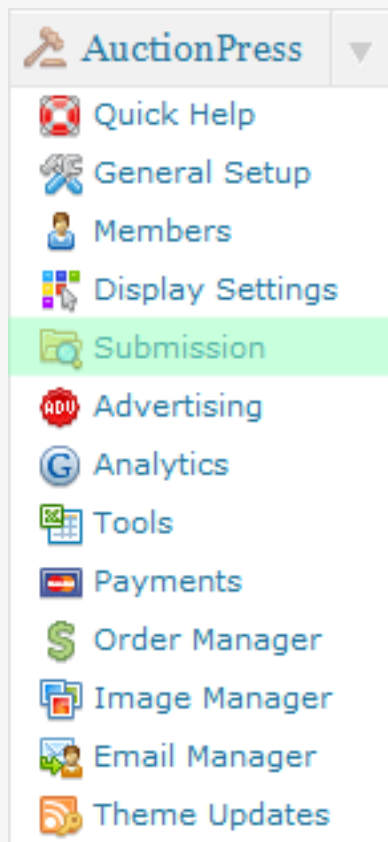 AuctionPress
Quick Help
General Setup
Members
Display Settings
Submission
ADV Advertising
G Analytics
Tools
Payments
Order Manager
Image Manager
Email Manager
Theme Updates